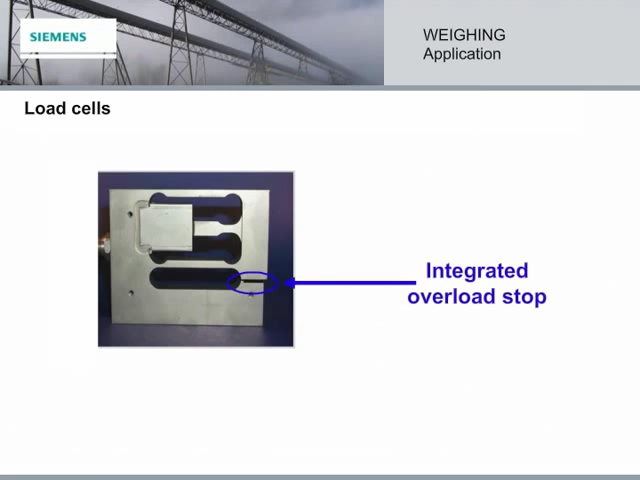 SIEMENS
WEIGHING
Application
Load cells
Integrated
overload stop